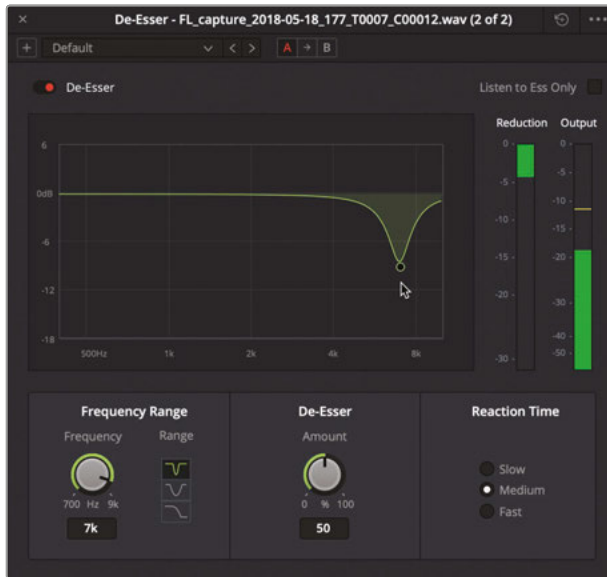 De-Esser - FL_capture_2018-05-18_177_T0007_C00012.wav (2 of 2)
Default
A
B
De-Esser
Listen to Ess Only
Reduction Output
6
0dB
-6
-12
-18
500Hz 1k 2k 4k 8k
0
-5
-10
-15
-20
-30
0
-5
-10
-15
-20
-30
-40
-50
Frequency Range
Frequency Range
700 Hz 9k
7k
De-Esser
Amount
0 % 100
50
Reaction Time
Slow
Medium
Fast